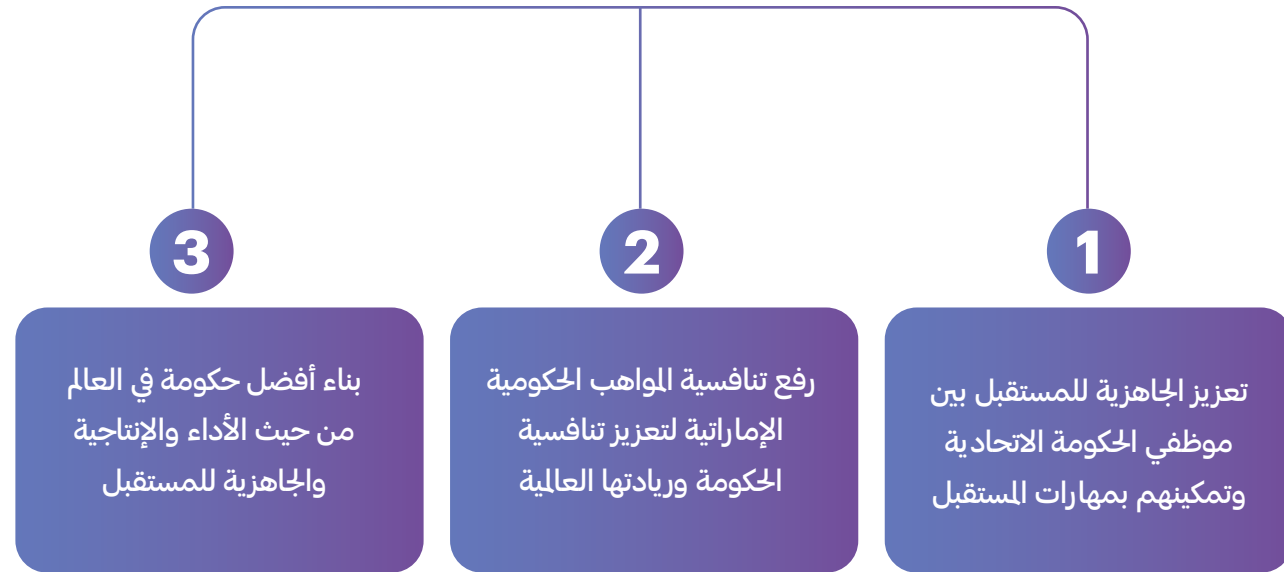 1
تعزيز الجاهزية للمستقبل بين
موظفي الحكومة الاتحادية
وتمكينهم بمهارات المستقبل
2
رفع تنافسية المواهب الحكومية
الإماراتية لتعزيز تنافسية
الحكومة وريادتها العالمية
3
بناء أفضل حكومة في العالم
من حيث الأداء والإنتاجية
والجاهزية للمستقبل